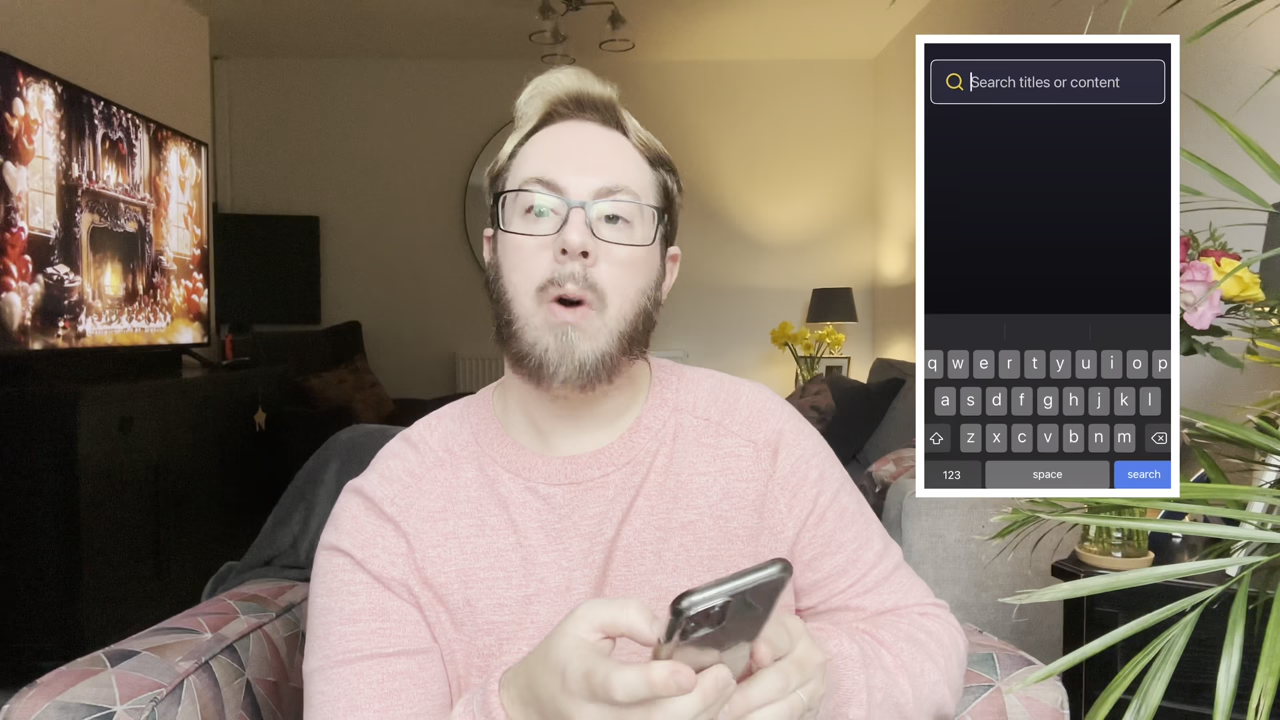 Search titles or content
q w e r t y u i o p
a s d f g h j k l
z x c v b n m
123 space search